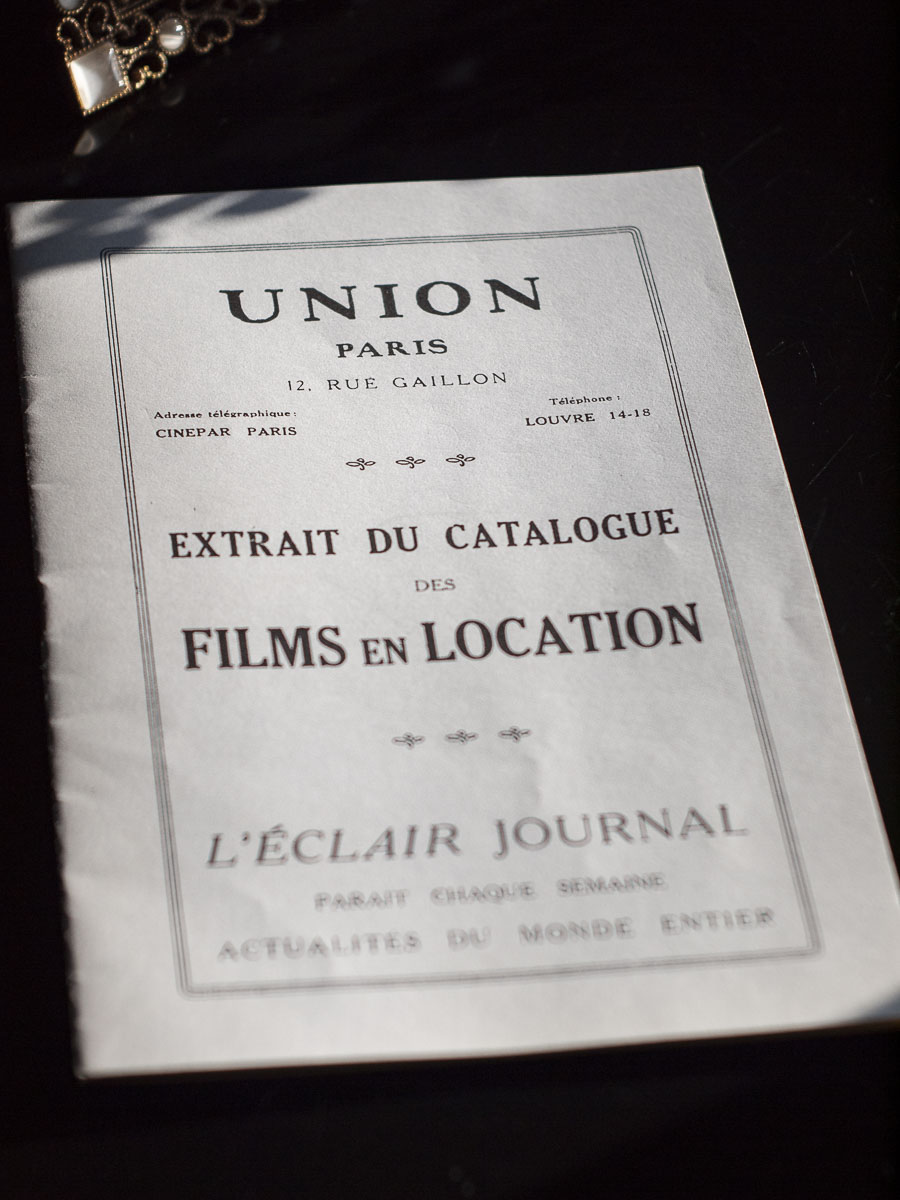 UNION
PARIS
12, RUE GAILLON
Adresse télégraphique:
CINEPAR PARIS
Téléphone:
LOUVRE 14-18
EXTRAIT DU CATALOGUE
DES
FILMS EN LOCATION
L'ÉCLAIR JOURNAL
PARAIT CHAQUE SEMAINE
ACTUALITÉS DU MONDE ENTIER